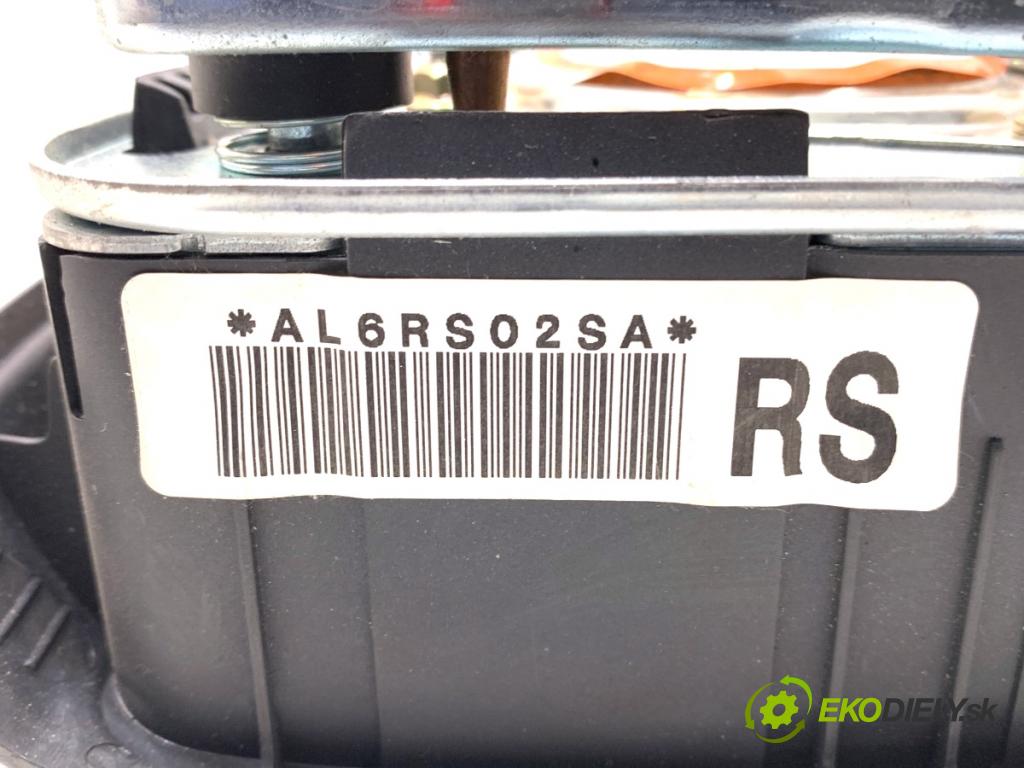 *AL6RS02SA*
RS
EKODIELY.sk